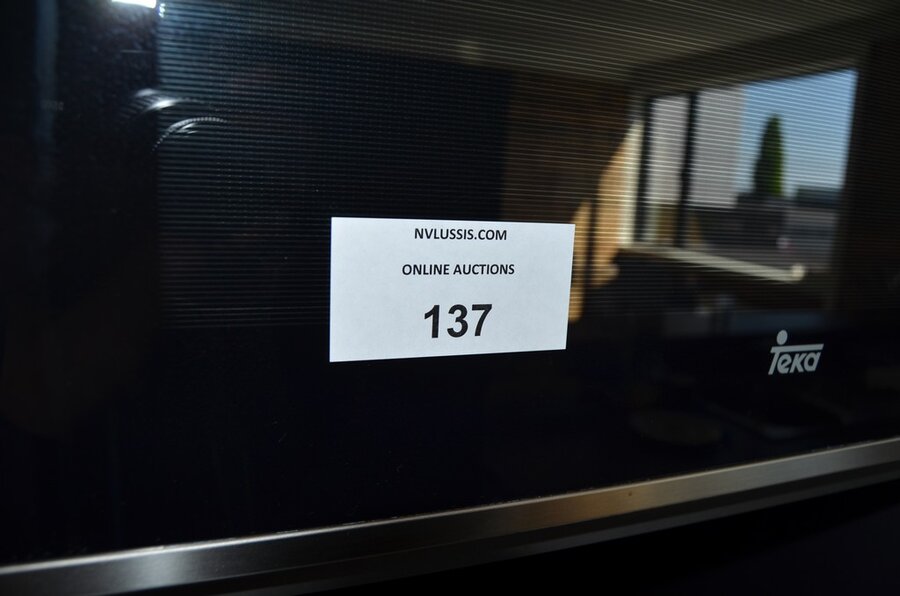 NVLUSSIS.COM
ONLINE AUCTIONS
137
Teka